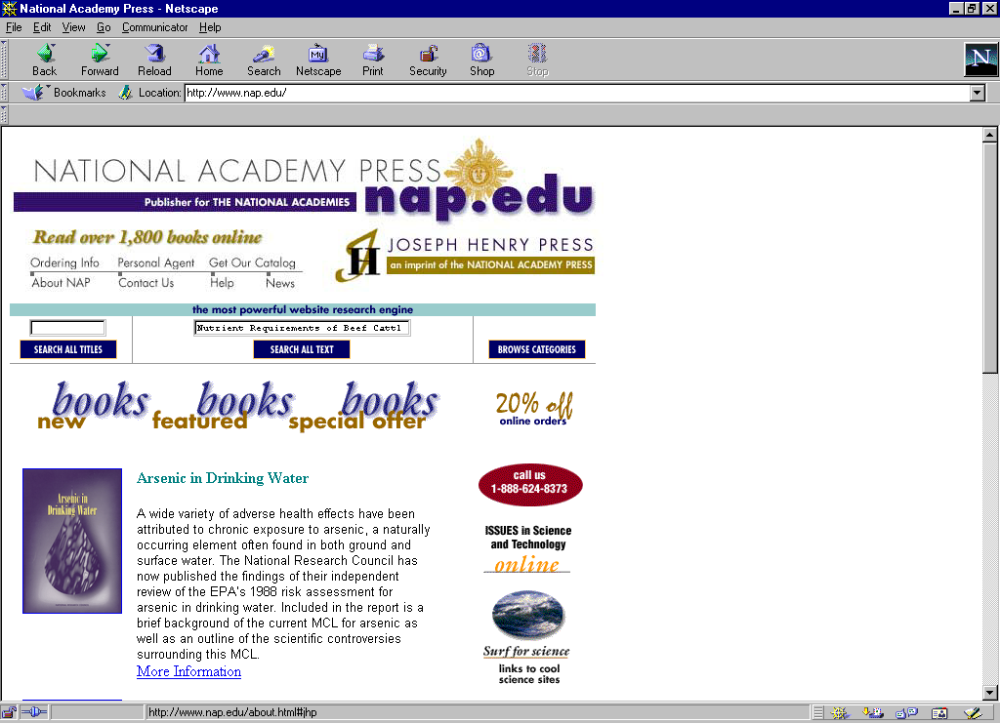 National Academy Press - Netscape
File Edit View Go Communicator Help
My
N
Back Forward Reload Home Search Netscape Print Security Shop Stop
Bookmarks Location: http://www.nap.edu/
NATIONAL ACADEMY PRESS
nap.edu
Publisher for THE NATIONAL ACADEMIES
Read over 1,800 books online
JOSEPH HENRY PRESS
JH
an imprint of the NATIONAL ACADEMY PRESS
Ordering Info Personal Agent Get Our Catalog
About NAP Contact Us Help News
the most powerful website research engine
Nutrient Requirements of Beef Cattl
SEARCH ALL TITLES SEARCH ALL TEXT BROWSE CATEGORIES
books books books
new featured special offer
20% off
online orders
Arsenic in Drinking Water
Arsenic in
Drinking Water
A wide variety of adverse health effects have been
attributed to chronic exposure to arsenic, a naturally
occurring element often found in both ground and
surface water. The National Research Council has
now published the findings of their independent
review of the EPA's 1988 risk assessment for
arsenic in drinking water. Included in the report is a
brief background of the current MCL for arsenic as
well as an outline of the scientific controversies
surrounding this MCL.
More Information
call us
1-888-624-8373
ISSUES in Science
and Technology
online
Surf for science
links to cool
science sites
http://www.nap.edu/about.html#jhp